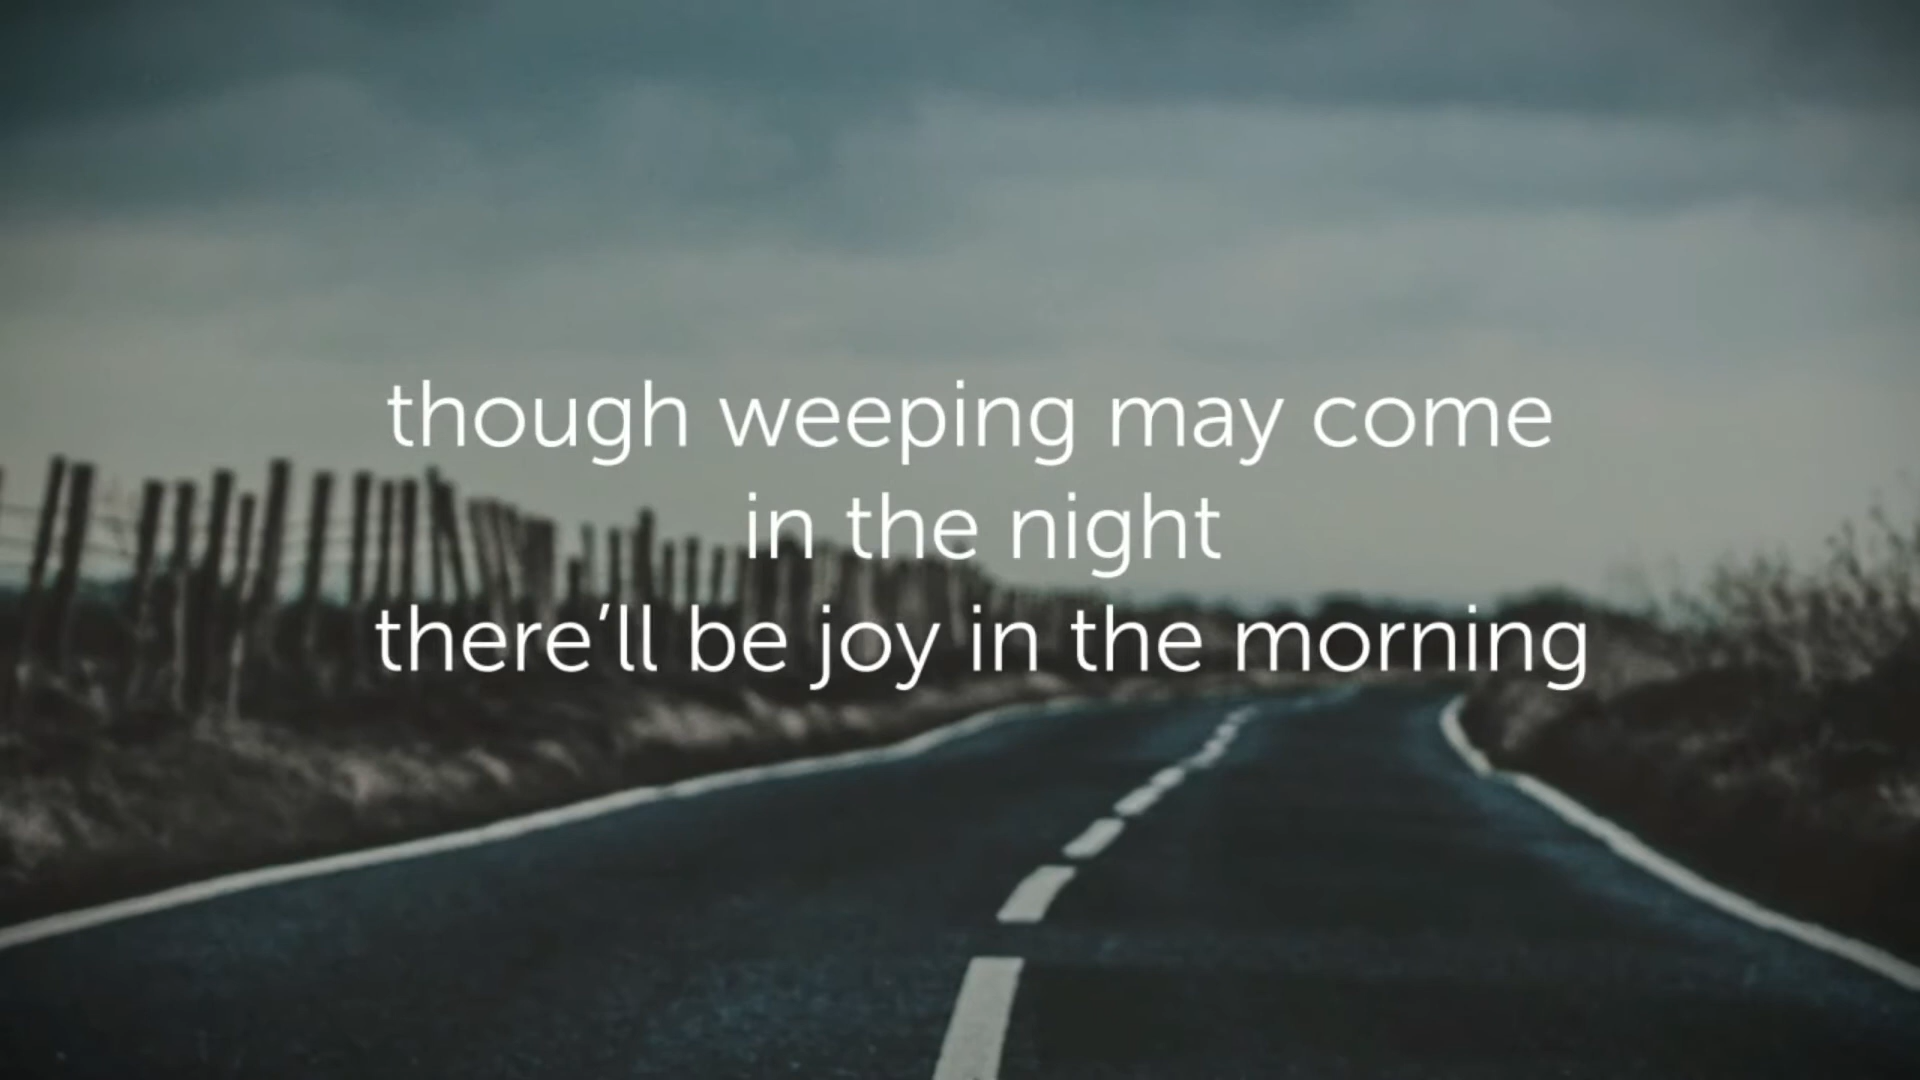 though weeping may come
in the night
there’ll be joy in the morning